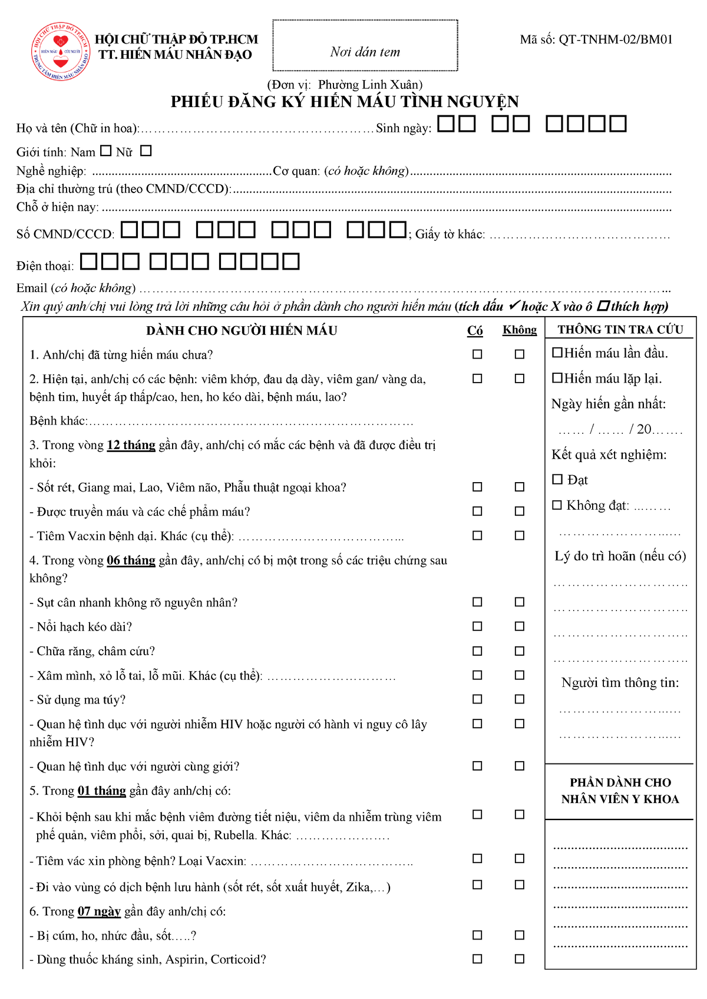 HỘI CHỮ THẬP ĐỎ TP.HCM
HIẾN MÁU CỨU NGƯỜI
TRUNG TÂM HIẾN MÁU NHÂN ĐẠO
HỘI CHỮ THẬP ĐỎ TP.HCM
TT. HIẾN MÁU NHÂN ĐẠO
Nơi dán tem
Mã số: QT-TNHM-02/BM01
(Đơn vị: Phường Linh Xuân)
PHIẾU ĐĂNG KÝ HIẾN MÁU TÌNH NGUYỆN
Họ và tên (Chữ in hoa):………………………………………………Sinh ngày: ☐☐ ☐☐ ☐☐☐☐
Giới tính: Nam ☐ Nữ ☐
Nghề nghiệp: .......................................................Cơ quan: (có hoặc không)................................................................................
Địa chỉ thường trú (theo CMND/CCCD):......................................................................................................................................
Chỗ ở hiện nay: ..............................................................................................................................................................................
Số CMND/CCCD: ☐☐☐ ☐☐☐ ☐☐☐ ☐☐☐; Giấy tờ khác: ……………………………………
Điện thoại: ☐☐☐ ☐☐☐ ☐☐☐☐
Email (có hoặc không) …………………………………………………………………………………………………………...
Xin quý anh/chị vui lòng trả lời những câu hỏi ở phần dành cho người hiến máu (tích dấu ✓ hoặc X vào ô ☐ thích hợp)
DÀNH CHO NGƯỜI HIẾN MÁU Có Không
1. Anh/chị đã từng hiến máu chưa? ☐ ☐
2. Hiện tại, anh/chị có các bệnh: viêm khớp, đau dạ dày, viêm gan/ vàng da, ☐ ☐
bệnh tim, huyết áp thấp/cao, hen, ho kéo dài, bệnh máu, lao?
Bệnh khác:…………………………………………………………………
3. Trong vòng 12 tháng gần đây, anh/chị có mắc các bệnh và đã được điều trị
khỏi:
- Sốt rét, Giang mai, Lao, Viêm não, Phẫu thuật ngoại khoa? ☐ ☐
- Được truyền máu và các chế phẩm máu? ☐ ☐
- Tiêm Vacxin bệnh dại. Khác (cụ thể): ………………………………... ☐ ☐
4. Trong vòng 06 tháng gần đây, anh/chị có bị một trong số các triệu chứng sau
không?
- Sụt cân nhanh không rõ nguyên nhân? ☐ ☐
- Nổi hạch kéo dài? ☐ ☐
- Chữa răng, châm cứu? ☐ ☐
- Xâm mình, xỏ lỗ tai, lỗ mũi. Khác (cụ thể): ………………………… ☐ ☐
- Sử dụng ma túy? ☐ ☐
- Quan hệ tình dục với người nhiễm HIV hoặc người có hành vi nguy cô lây ☐ ☐
nhiễm HIV?
- Quan hệ tình dục với người cùng giới? ☐ ☐
5. Trong 01 tháng gần đây anh/chị có:
- Khỏi bệnh sau khi mắc bệnh viêm đường tiết niệu, viêm da nhiễm trùng viêm ☐ ☐
phế quản, viêm phổi, sởi, quai bị, Rubella. Khác: ………………….
- Tiêm vác xin phòng bệnh? Loại Vacxin: ……………………………….. ☐ ☐
- Đi vào vùng có dịch bệnh lưu hành (sốt rét, sốt xuất huyết, Zika,…) ☐ ☐
6. Trong 07 ngày gần đây anh/chị có:
- Bị cúm, ho, nhức đầu, sốt…..? ☐ ☐
- Dùng thuốc kháng sinh, Aspirin, Corticoid? ☐ ☐
THÔNG TIN TRA CỨU
☐Hiến máu lần đầu.
☐Hiến máu lặp lại.
Ngày hiến gần nhất:
…… / …… / 20…….
Kết quả xét nghiệm:
☐ Đạt
☐ Không đạt: ...……
……………………...…
Lý do trì hoãn (nếu có)
………………………..
………………………..
………………………..
………………………..
Người tìm thông tin:
……………………...…
……………………...…
PHẦN DÀNH CHO
NHÂN VIÊN Y KHOA
......................................
......................................
......................................
......................................
......................................
......................................